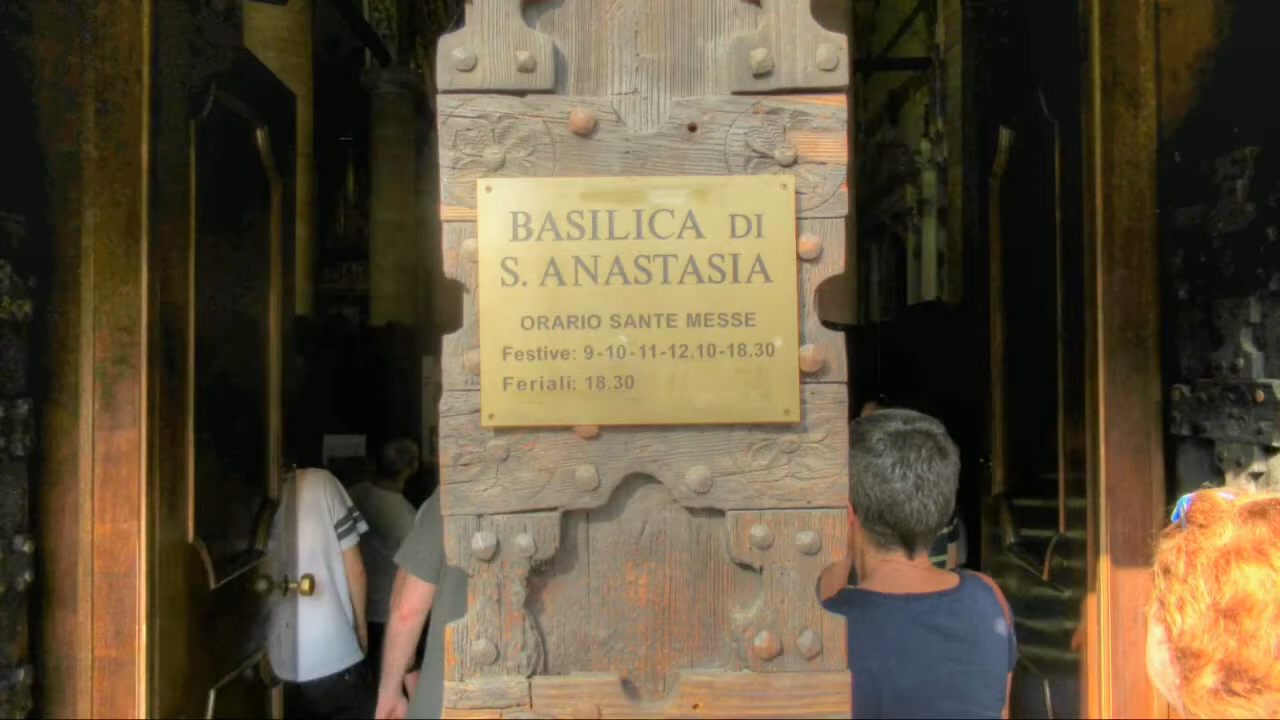 BASILICA DI
S. ANASTASIA
ORARIO SANTE MESSE
Festive: 9-10-11-12.10-18.30
Feriali: 18.30